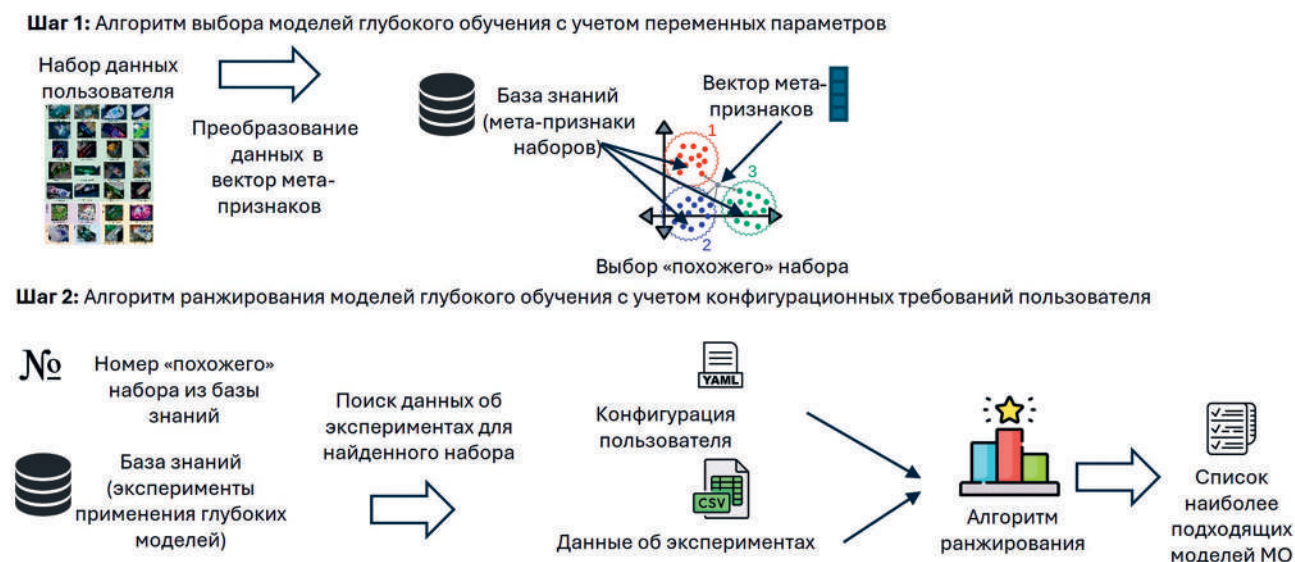 Шаг 1: Алгоритм выбора моделей глубокого обучения с учетом переменных параметров
Набор данных
пользователя
Преобразование
данных в
вектор мета-
признаков
База знаний
(мета-признаки
наборов)
Вектор мета-
признаков
1
3
2
Выбор «похожего» набора
Шаг 2: Алгоритм ранжирования моделей глубокого обучения с учетом конфигурационных требований пользователя
№
Номер «похожего»
набора из базы
знаний
База знаний
(эксперименты
применения глубоких
моделей)
Поиск данных об
экспериментах для
найденного набора
YAML
Конфигурация
пользователя
CSV
Данные об экспериментах
Алгоритм
ранжирования
Список
наиболее
подходящих
моделей МО